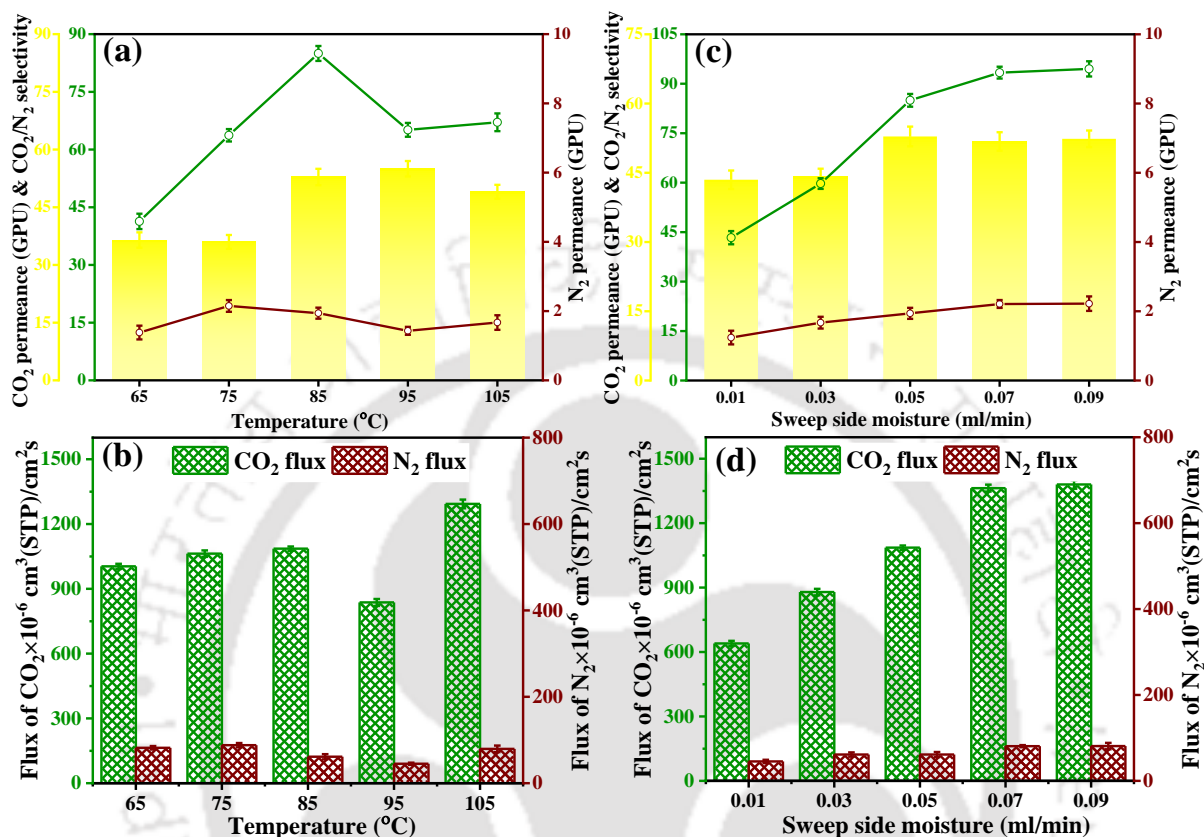 (a)
CO₂ permeance (GPU) & CO₂/N₂ selectivity
90
75
60
45
30
15
0
90
75
60
45
30
15
0
10
8
6
4
2
0
N₂ permeance (GPU)
65 75 85 95 105
Temperature (°C)
(c)
CO₂ permeance (GPU) & CO₂/N₂ selectivity
75
60
45
30
15
0
105
90
75
60
45
30
15
0
10
8
6
4
2
0
N₂ permeance (GPU)
0.01 0.03 0.05 0.07 0.09
Sweep side moisture (ml/min)
(b)
CO₂ flux N₂ flux
Flux of CO₂×10⁻⁶ cm³(STP)/cm²s
1500
1200
900
600
300
0
800
600
400
200
0
Flux of N₂×10⁻⁶ cm³(STP)/cm²s
65 75 85 95 105
Temperature (°C)
(d)
CO₂ flux N₂ flux
Flux of CO₂×10⁻⁶ cm³(STP)/cm²s
1500
1200
900
600
300
0
800
600
400
200
0
Flux of N₂×10⁻⁶ cm³(STP)/cm²s
0.01 0.03 0.05 0.07 0.09
Sweep side moisture (ml/min)